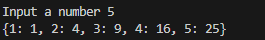 Input a number 5
{1: 1, 2: 4, 3: 9, 4: 16, 5: 25}